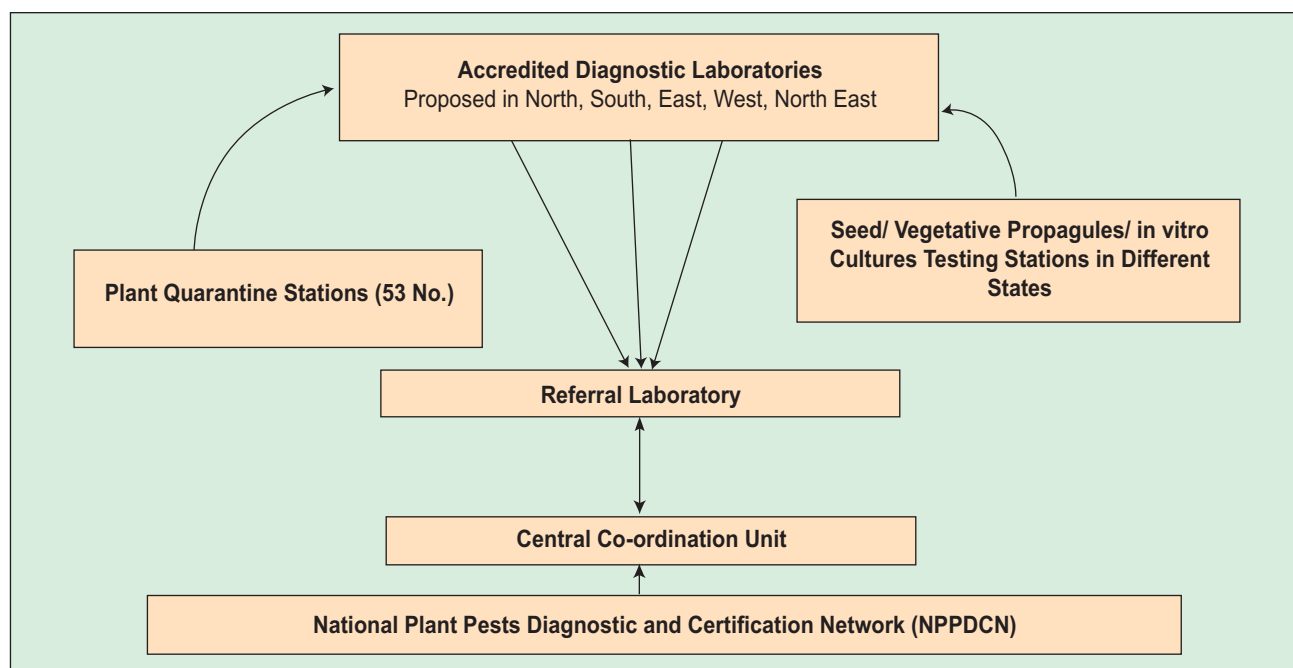 Accredited Diagnostic Laboratories
Proposed in North, South, East, West, North East
Seed/ Vegetative Propagules/ in vitro
Cultures Testing Stations in Different
States
Plant Quarantine Stations (53 No.)
Referral Laboratory
Central Co-ordination Unit
National Plant Pests Diagnostic and Certification Network (NPPDCN)